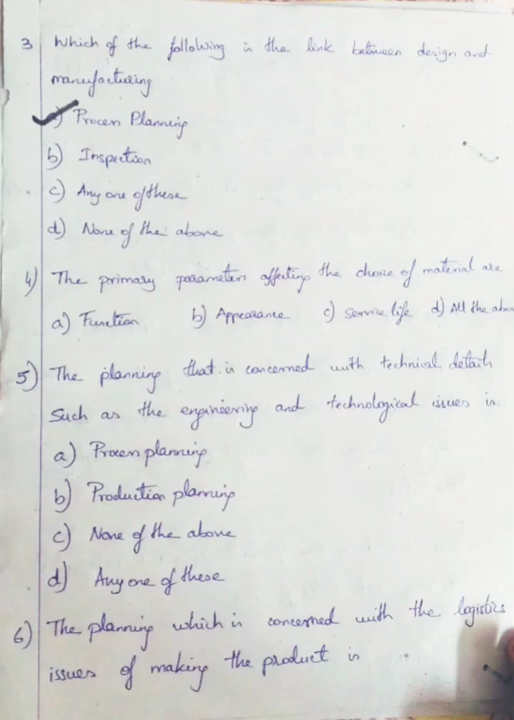 3 Which of the following is the link between design and
manufacturing
a) Process Planning
b) Inspection
c) Any one of these
d) None of the above
4) The primary parameters affecting the choice of material are
a) Function b) Appearance c) Service life d) All the abov
5) The planning that is concerned with technical details
Such as the engineering and technological issues is.
a) Process planning
b) Production planning
c) None of the above
d) Any one of these
6) The planning which is concerned with the logistics
issues of making the product is